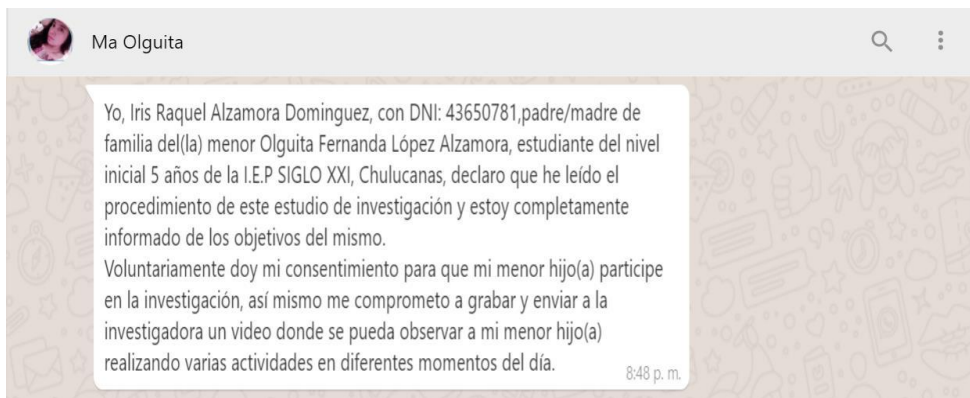 Ma Olguita
Yo, Iris Raquel Alzamora Dominguez, con DNI: 43650781,padre/madre de
familia del(la) menor Olguita Fernanda López Alzamora, estudiante del nivel
inicial 5 años de la I.E.P SIGLO XXI, Chulucanas, declaro que he leído el
procedimiento de este estudio de investigación y estoy completamente
informado de los objetivos del mismo.
Voluntariamente doy mi consentimiento para que mi menor hijo(a) participe
en la investigación, así mismo me comprometo a grabar y enviar a la
investigadora un video donde se pueda observar a mi menor hijo(a)
realizando varias actividades en diferentes momentos del día.
8:48 p. m.